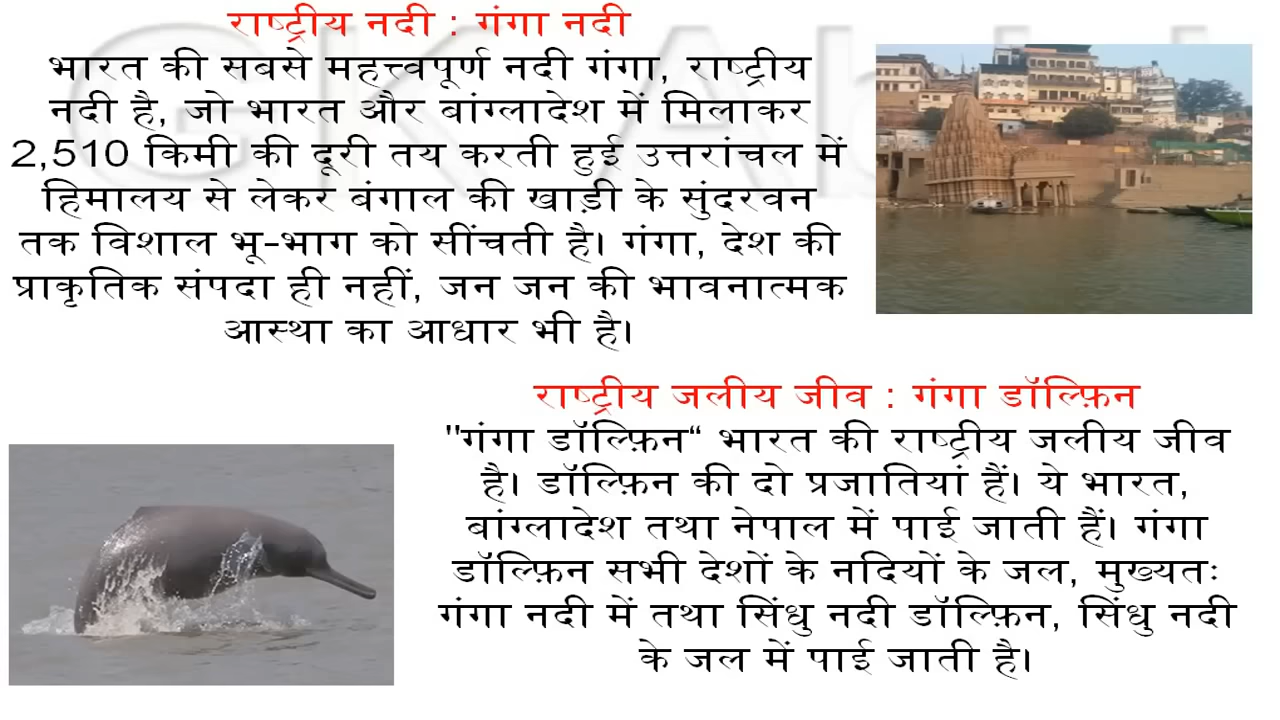 राष्ट्रीय नदी : गंगा नदी
भारत की सबसे महत्त्वपूर्ण नदी गंगा, राष्ट्रीय
नदी है, जो भारत और बांग्लादेश में मिलाकर
2,510 किमी की दूरी तय करती हुई उत्तरांचल में
हिमालय से लेकर बंगाल की खाड़ी के सुंदरवन
तक विशाल भू-भाग को सींचती है। गंगा, देश की
प्राकृतिक संपदा ही नहीं, जन जन की भावनात्मक
आस्था का आधार भी है।
राष्ट्रीय जलीय जीव : गंगा डॉल्फ़िन
"गंगा डॉल्फ़िन“ भारत की राष्ट्रीय जलीय जीव
है। डॉल्फ़िन की दो प्रजातियां हैं। ये भारत,
बांग्लादेश तथा नेपाल में पाई जाती हैं। गंगा
डॉल्फ़िन सभी देशों के नदियों के जल, मुख्यतः
गंगा नदी में तथा सिंधु नदी डॉल्फ़िन, सिंधु नदी
के जल में पाई जाती है।